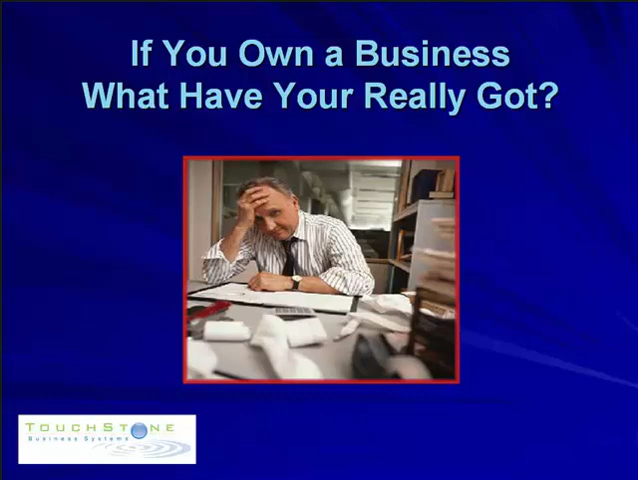 If You Own a Business
What Have Your Really Got?
TOUCHSTONE
Business Systems